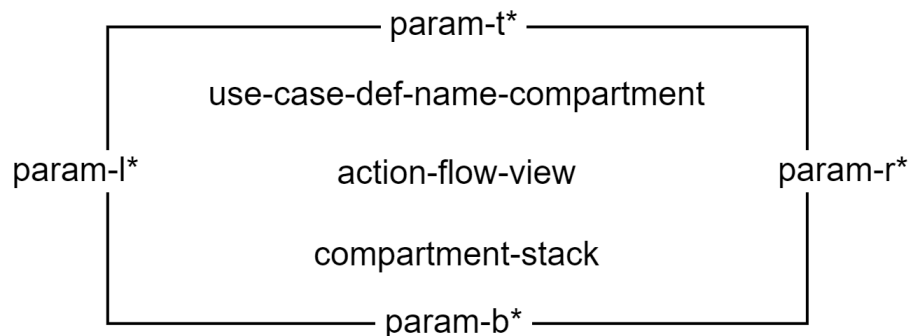 param-t*
use-case-def-name-compartment
param-l*
action-flow-view
param-r*
compartment-stack
param-b*